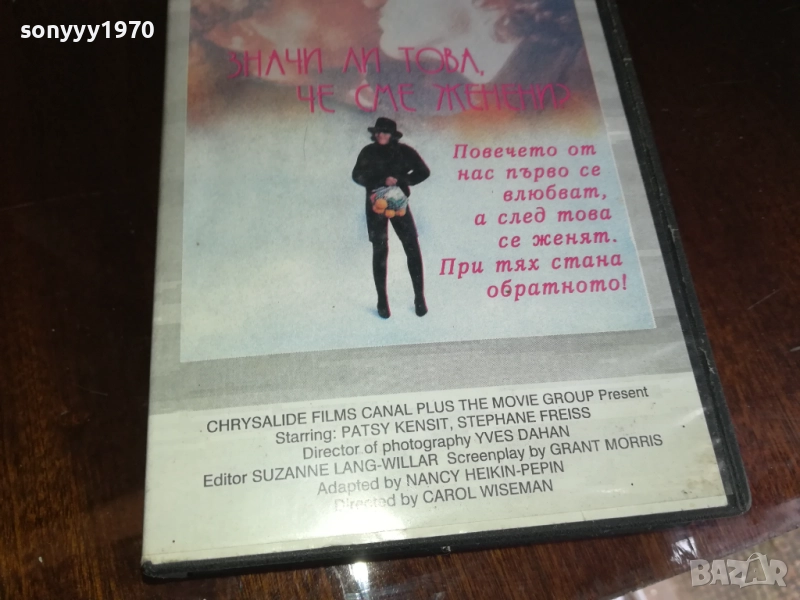 sonyyy1970
ЗНАЧИ ЛИ ТОВА,
ЧЕ СМЕ ЖЕНЕНИ?
Повечето от
нас първо се
влюбват,
а след това
се женят.
При тях стана
обратното!
CHRYSALIDE FILMS CANAL PLUS THE MOVIE GROUP Present
Starring: PATSY KENSIT, STEPHANE FREISS
Director of photography YVES DAHAN
Editor SUZANNE LANG-WILLAR Screenplay by GRANT MORRIS
Adapted by NANCY HEIKIN-PEPIN
Directed by CAROL WISEMAN
BAZAR